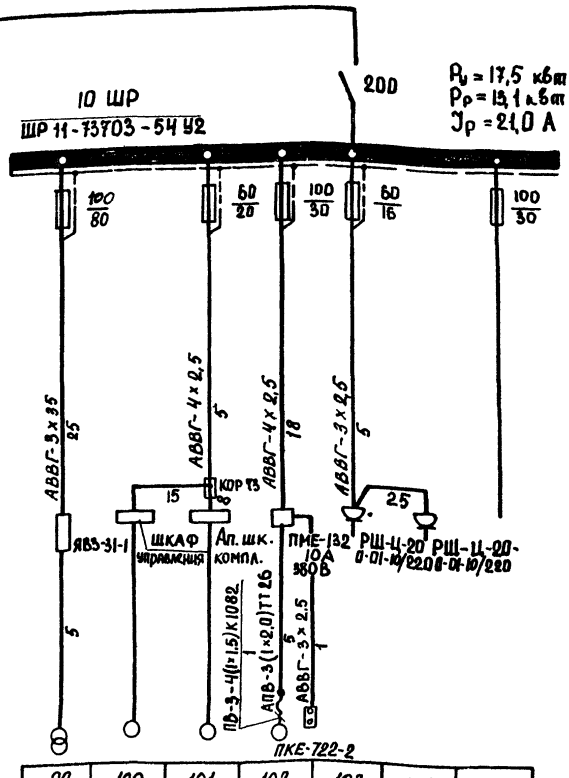 200
Pу = 17,5 квт
Pр = 13,1 квт
Jр = 21,0 А
10 ШР
ШР 11-73703-54 У2
100/80
60/20
100/30
60/16
100/30
АВВГ-3 x 35
25
АВВГ-4 x 2,5
5
АВВГ-4 x 2,5
18
АВВГ-3 x 2,5
5
15
КОР 73
25
ЯВЗ-31-1
ШКАФ
УПРАВЛЕНИЯ
Ап. шк.
КОМПЛ.
ПМЕ-132
10А
380В
РШ-Ц-20-
0-01-10/220
РШ-Ц-20-
0-01-10/220
5
ПВ-3-4(1x1,5)К1082
1
АПВ-3(1x2,0)ТТ26
5
АВВГ-3 x 2,5
1
ПКЕ-722-2